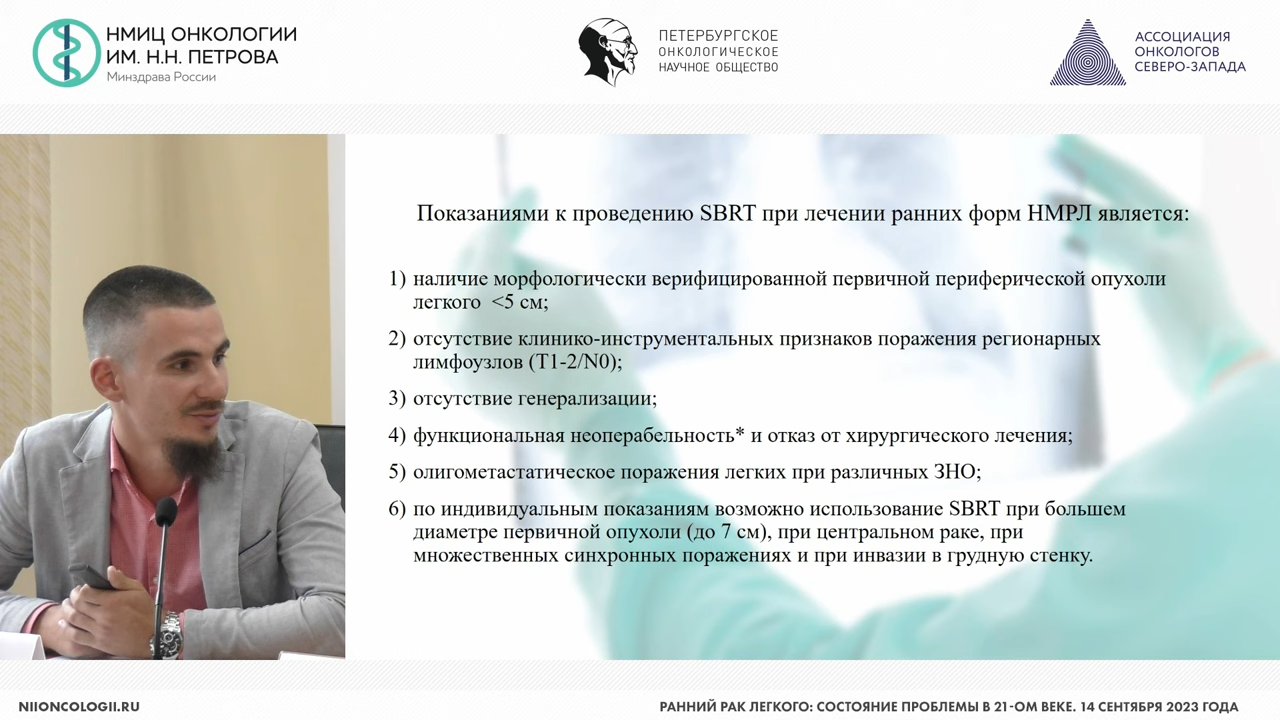 НМИЦ ОНКОЛОГИИ
ИМ. Н.Н. ПЕТРОВА
Минздрава России
ПЕТЕРБУРГСКОЕ
ОНКОЛОГИЧЕСКОЕ
НАУЧНОЕ ОБЩЕСТВО
АССОЦИАЦИЯ
ОНКОЛОГОВ
СЕВЕРО-ЗАПАДА
Показаниями к проведению SBRT при лечении ранних форм НМРЛ является:
1) наличие морфологически верифицированной первичной периферической опухоли
легкого <5 см;
2) отсутствие клинико-инструментальных признаков поражения регионарных
лимфоузлов (T1-2/N0);
3) отсутствие генерализации;
4) функциональная неоперабельность* и отказ от хирургического лечения;
5) олигометастатическое поражения легких при различных ЗНО;
6) по индивидуальным показаниям возможно использование SBRT при большем
диаметре первичной опухоли (до 7 см), при центральном раке, при
множественных синхронных поражениях и при инвазии в грудную стенку.
NIIONCOLOGII.RU
РАННИЙ РАК ЛЕГКОГО: СОСТОЯНИЕ ПРОБЛЕМЫ В 21-ОМ ВЕКЕ. 14 СЕНТЯБРЯ 2023 ГОДА